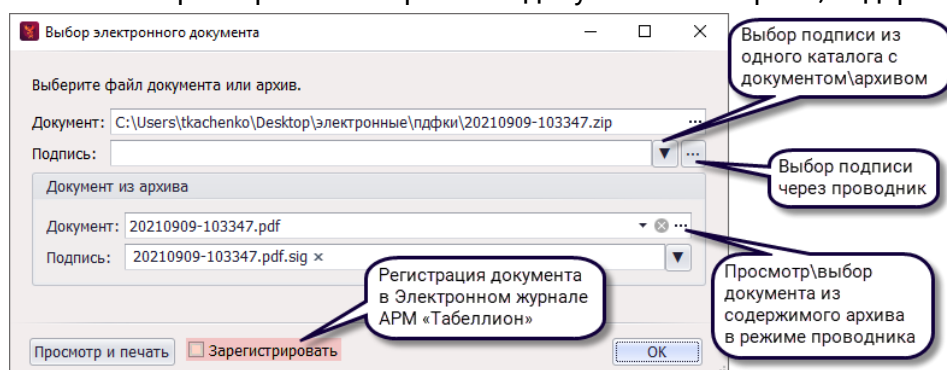 Выбор электронного документа
Выберите файл документа или архив.
Документ: C:\Users\tkachenko\Desktop\электронные\пдфки\20210909-103347.zip ...
Подпись: ▼ ...
Документ из архива
Документ: 20210909-103347.pdf ...
Подпись: 20210909-103347.pdf.sig × ▼
Просмотр и печать
Зарегистрировать
ОК
Выбор подписи из
одного каталога с
документом\архивом
Выбор подписи
через проводник
Просмотр\выбор
документа из
содержимого архива
в режиме проводника
Регистрация документа
в Электронном журнале
АРМ «Табеллион»